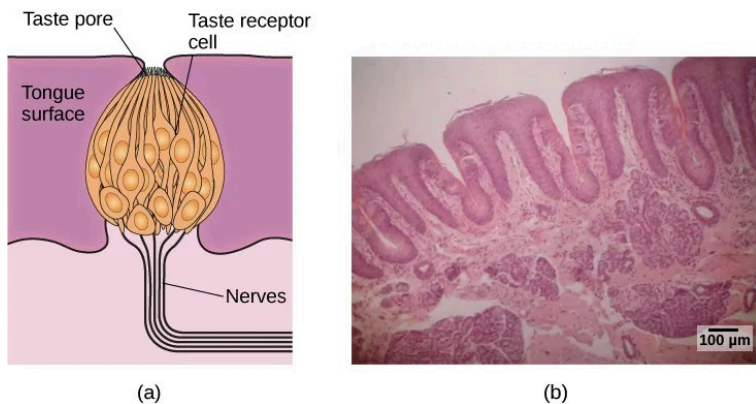 Taste pore
Taste receptor
cell
Tongue
surface
Nerves
100 µm
(a)
(b)